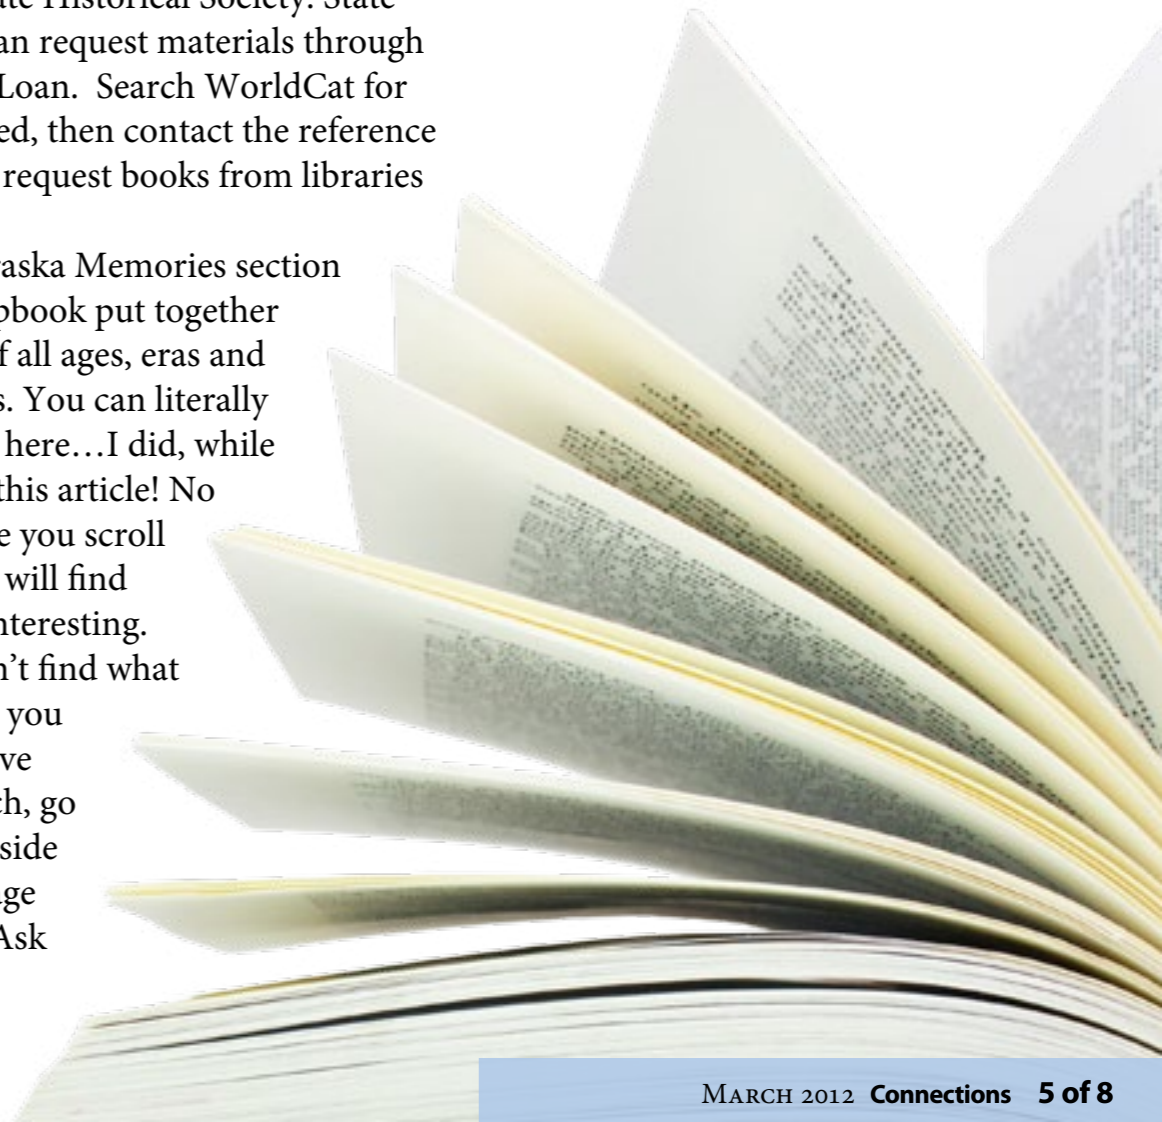 ate Historical Society. State
an request materials through
Loan. Search WorldCat for
ed, then contact the reference
request books from libraries
raska Memories section
pbook put together
f all ages, eras and
s. You can literally
here…I did, while
this article! No
e you scroll
will find
nteresting.
n't find what
you
ve
ch, go
side
ge
Ask
March 2012 Connections 5 of 8